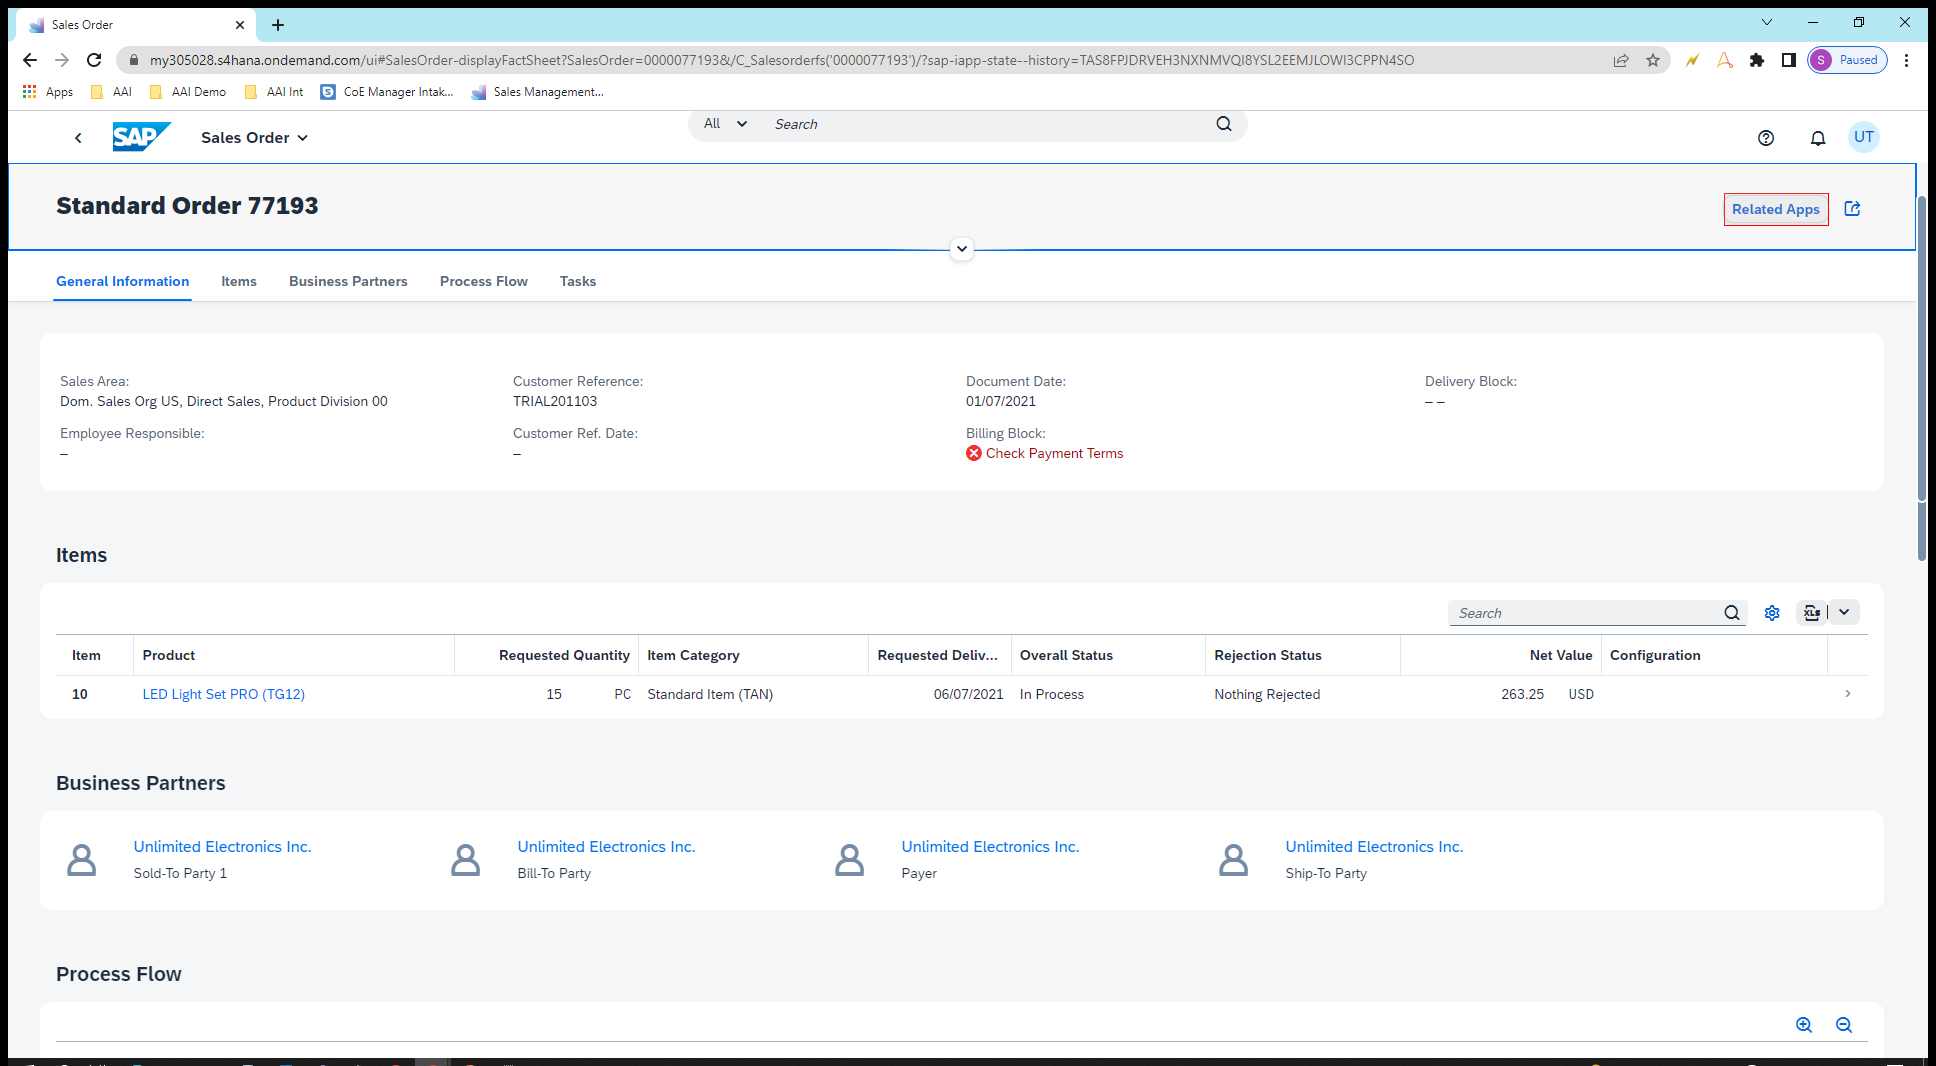 Sales Order
my305028.s4hana.ondemand.com/ui#SalesOrder-displayFactSheet?SalesOrder=0000077193&/C_Salesorderfs('0000077193')/?sap-iapp-state--history=TAS8FPJDRVEH3NXNMVQI8YSL2EEMJLOWI3CPPN4SO
S Paused
Apps AAI AAI Demo AAI Int CoE Manager Intak... Sales Management...
SAP Sales Order All Search UT
Standard Order 77193 Related Apps
General Information Items Business Partners Process Flow Tasks
Sales Area: Customer Reference: Document Date: Delivery Block:
Dom. Sales Org US, Direct Sales, Product Division 00 TRIAL201103 01/07/2021 – –
Employee Responsible: Customer Ref. Date: Billing Block:
– – Check Payment Terms
Items
Search XLS
Item Product Requested Quantity Item Category Requested Deliv... Overall Status Rejection Status Net Value Configuration
10 LED Light Set PRO (TG12) 15 PC Standard Item (TAN) 06/07/2021 In Process Nothing Rejected 263.25 USD
Business Partners
Unlimited Electronics Inc. Unlimited Electronics Inc. Unlimited Electronics Inc. Unlimited Electronics Inc.
Sold-To Party 1 Bill-To Party Payer Ship-To Party
Process Flow